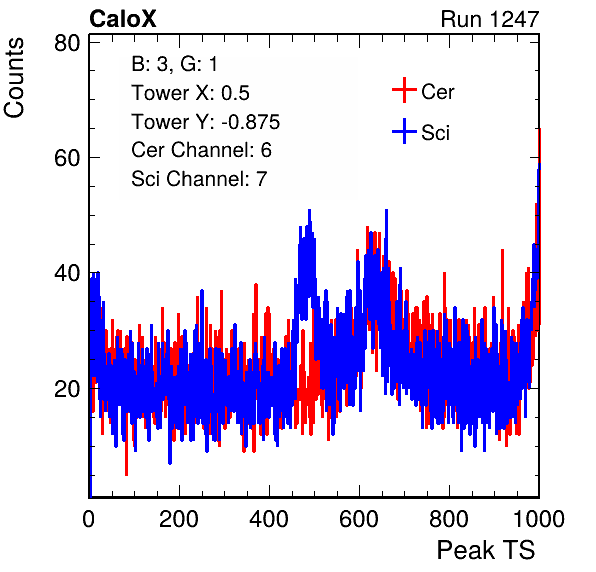 CaloX
Run 1247
Counts
80
60
40
20
B: 3, G: 1
Tower X: 0.5
Tower Y: -0.875
Cer Channel: 6
Sci Channel: 7
Cer
Sci
0
200
400
600
800
1000
Peak TS